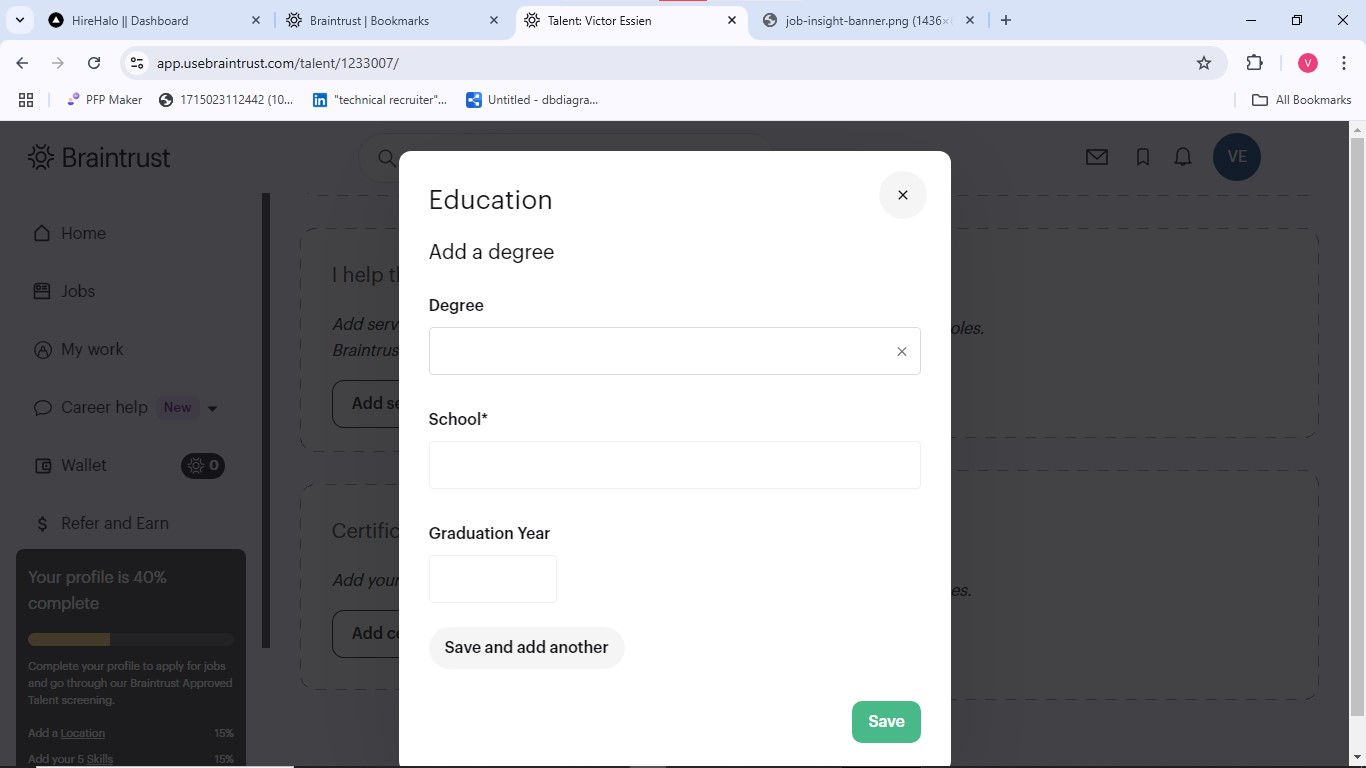 HireHalo || Dashboard
Braintrust | Bookmarks
Talent: Victor Essien
job-insight-banner.png (1436×
app.usebraintrust.com/talent/1233007/
V
PFP Maker
1715023112442 (10...
"technical recruiter"...
Untitled - dbdiagra...
All Bookmarks
Braintrust
VE
Home
Jobs
My work
Career help New
Wallet 0
Refer and Earn
Your profile is 40%
complete
Complete your profile to apply for jobs
and go through our Braintrust Approved
Talent screening.
Add a Location 15%
Add your 5 Skills 15%
I help th
Add serv
oles.
Braintrus
Add se
Certific
Add your
es.
Add ce
Education
Add a degree
Degree
School*
Graduation Year
Save and add another
Save